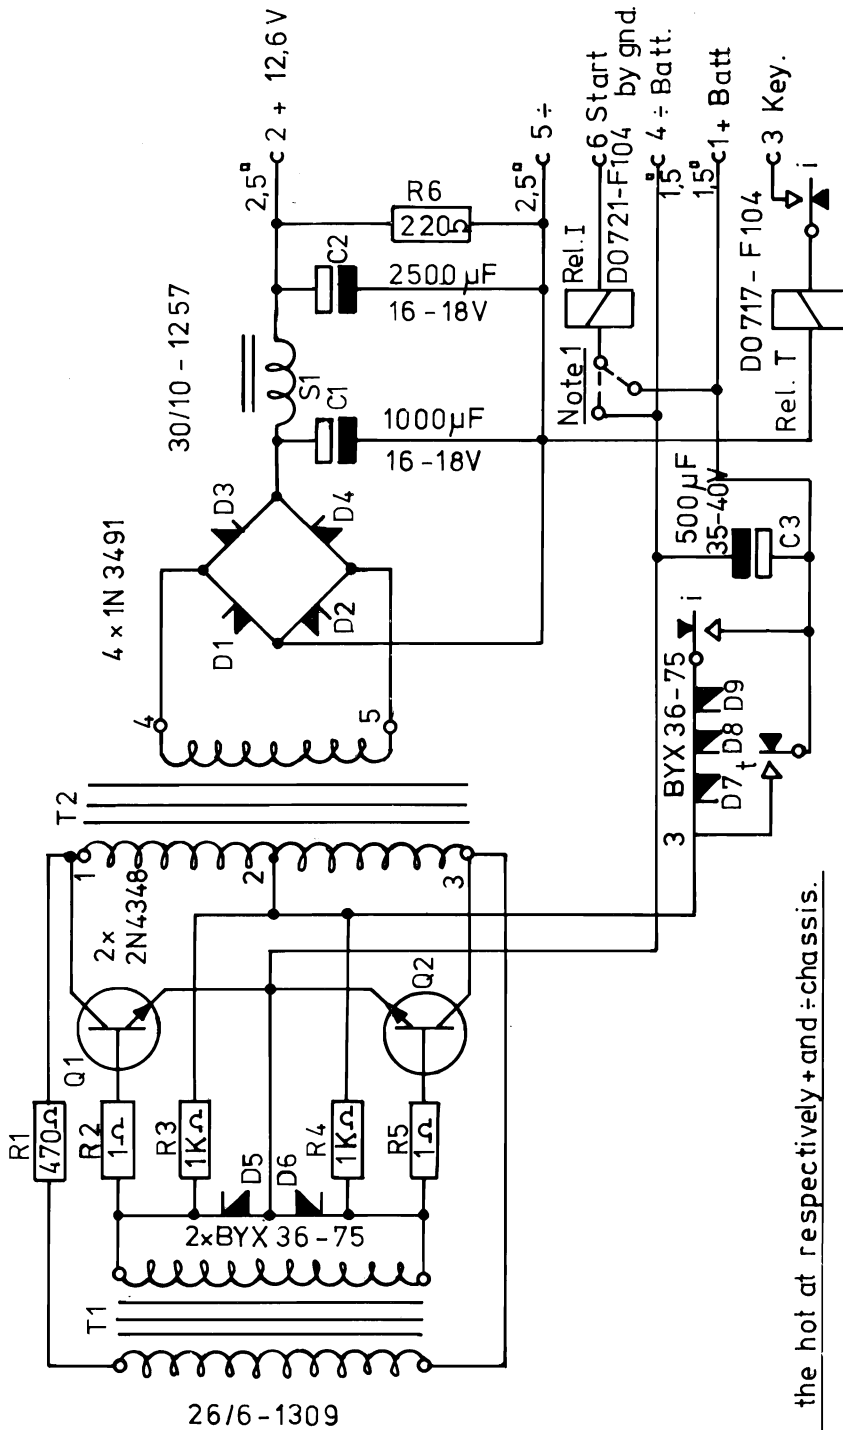 2 + 12,6V
2,5▫
5 ÷
2,5▫
6 Start
by gnd.
4 ÷ Batt.
1,5▫
1 + Batt
1,5▫
3 Key.
R6
220Ω
C2
2500 µF
16-18V
30/10 - 1257
S1
C1
1000µF
16-18V
Rel. I
D0721-F104
Note 1
D0717 - F104
Rel. T
i
4 x 1N 3491
D3
D4
D1
D2
4
5
500µF
35-40V
C3
i
BYX 36-75
D7
D8
D9
t
3
T2
1
2
3
2x
2N4348
Q1
Q2
R1
470Ω
R2
1Ω
R3
1KΩ
R4
1KΩ
R5
1Ω
D5
D6
2xBYX 36-75
T1
26/6-1309
the hot at respectively + and ÷ chassis.